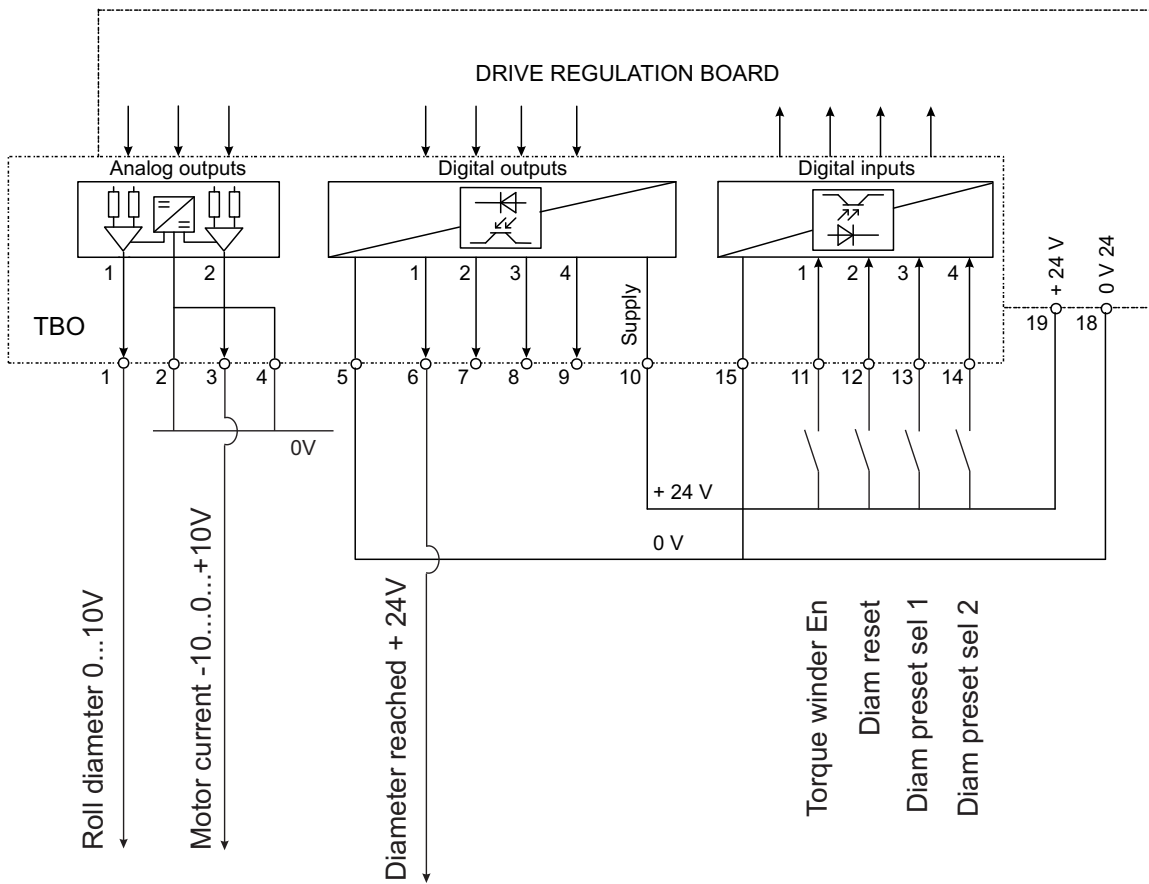 DRIVE REGULATION BOARD
Analog outputs
Digital outputs
Digital inputs
1
2
1
2
3
4
Supply
1
2
3
4
+ 24 V
0 V 24
TBO
19
18
1
2
3
4
5
6
7
8
9
10
15
11
12
13
14
0V
+ 24 V
0 V
Roll diameter 0...10V
Motor current -10...0...+10V
Diameter reached + 24V
Torque winder En
Diam reset
Diam preset sel 1
Diam preset sel 2